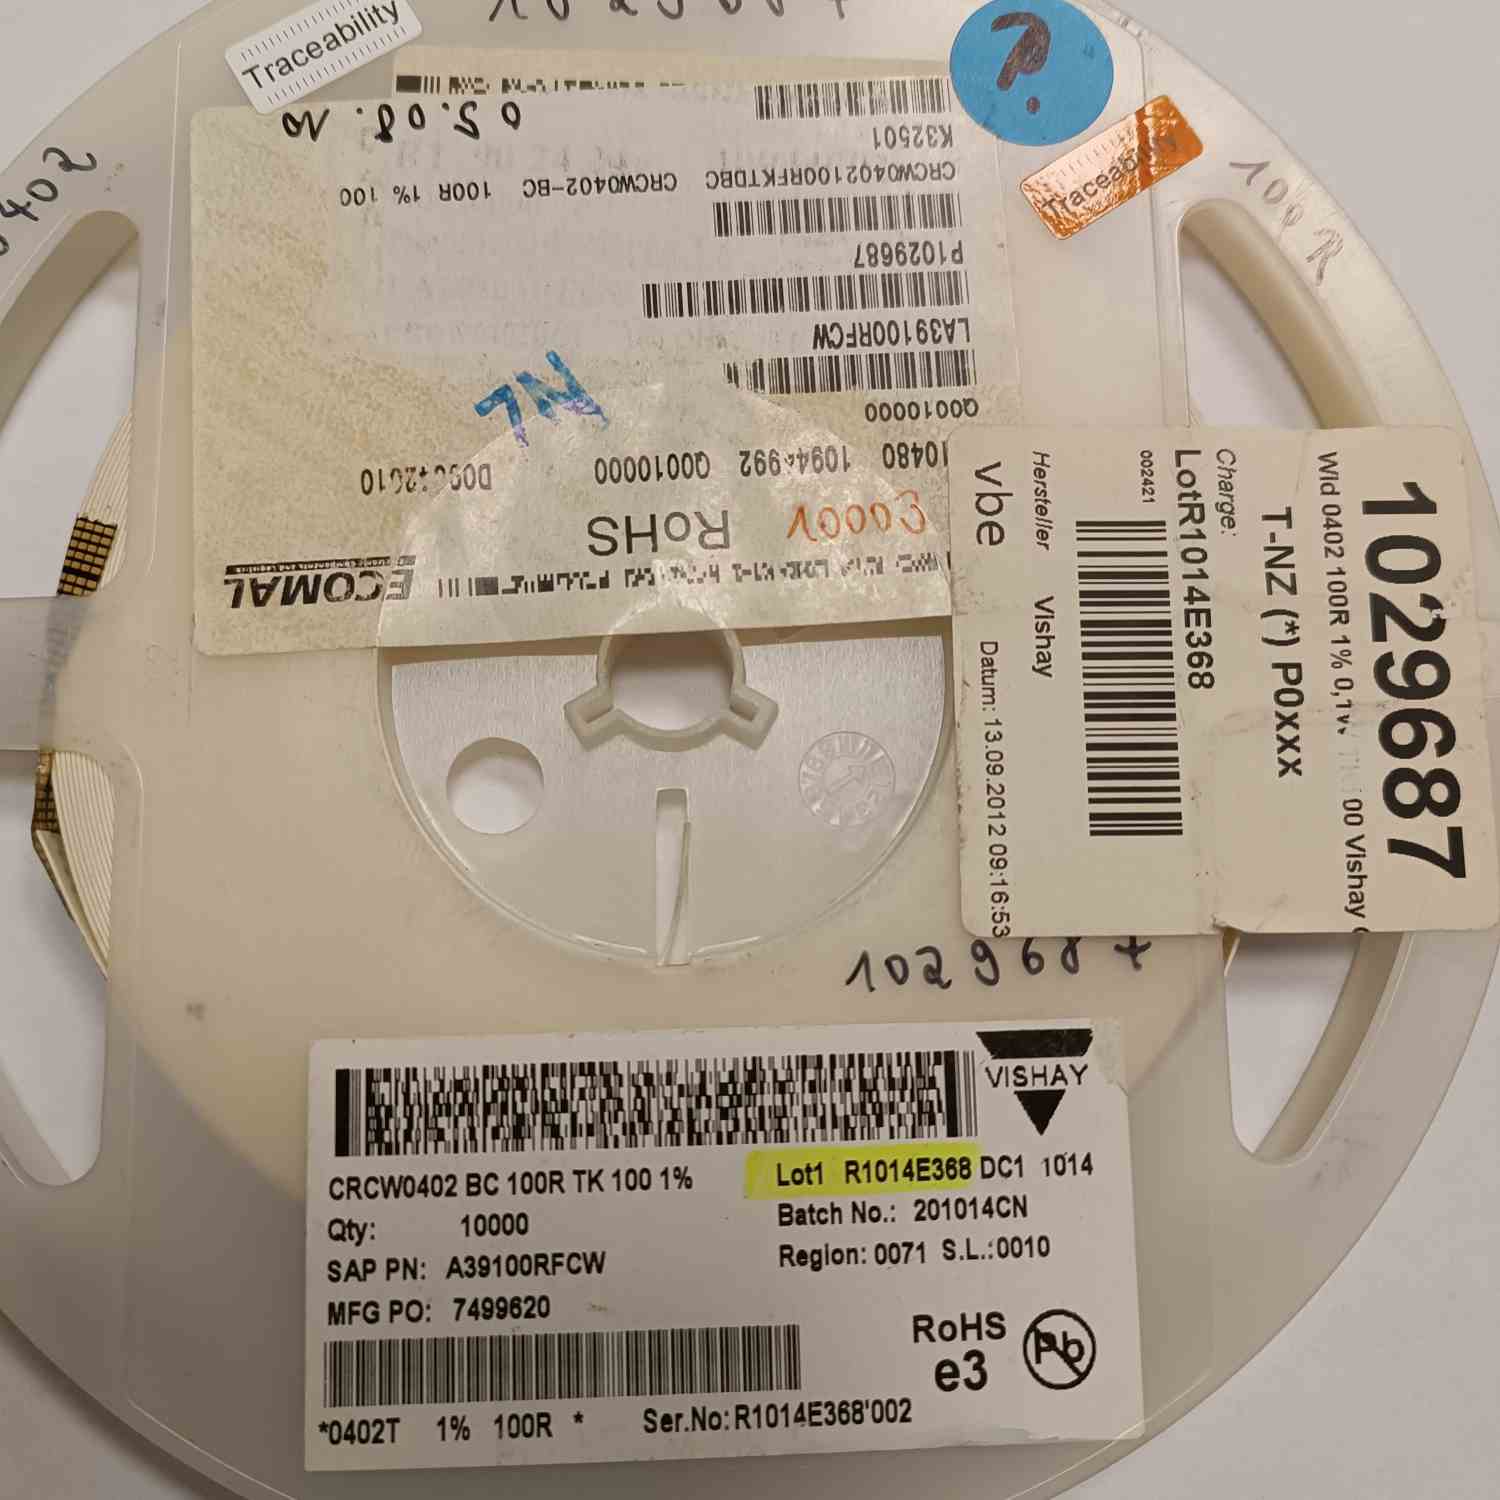 Traceability
0402
05.08.10
?
Traceability
100R
K32501
CRCW0402100RFKTDBC CRCW0402-BC 100R 1% 100
P1029687
LA39100RFCW
Q0010000
10480 Q0010000
RoHS
ECOMAL
1029687
Wid 0402 100R 1% 00 Vishay
T-NZ (*) P0xxx
Charge:
LotR1014E368
002421
Hersteller Vishay
vbe Datum: 13.09.2012 09:16:53
1029687
VISHAY
CRCW0402 BC 100R TK 100 1% Lot1 R1014E368 DC1 1014
Qty: 10000 Batch No.: 201014CN
SAP PN: A39100RFCW Region: 0071 S.L.:0010
MFG PO: 7499620
RoHS
e3
Pb
*0402T 1% 100R * Ser.No: R1014E368'002